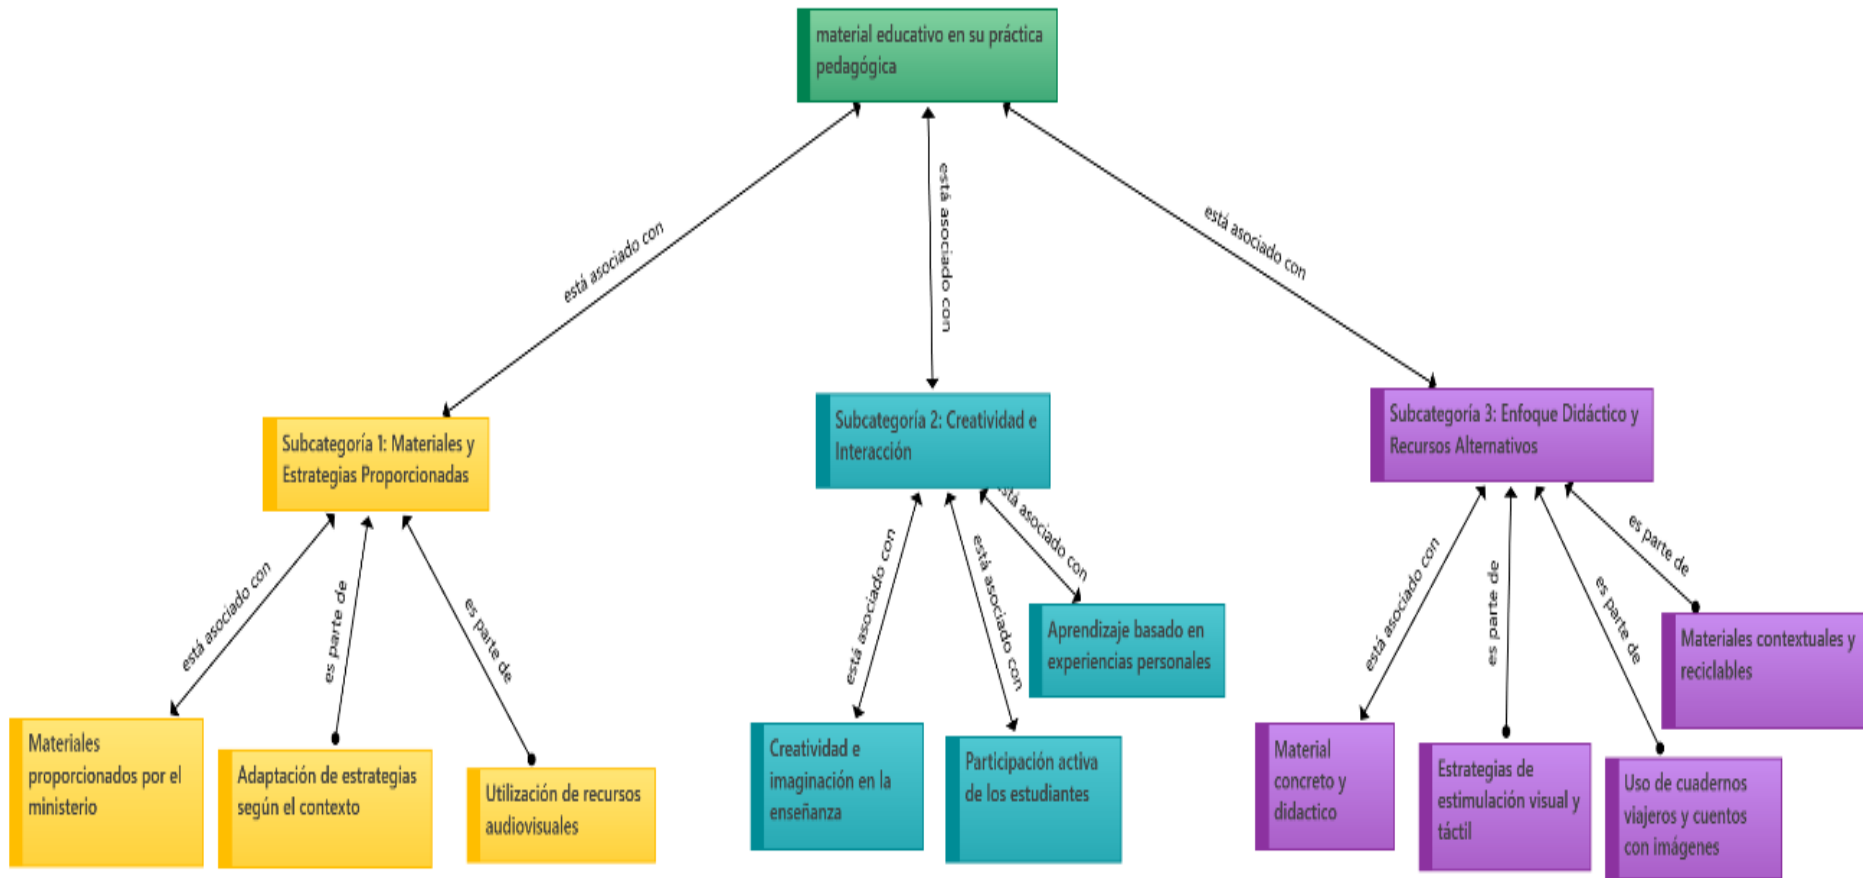 material educativo en su práctica
pedagógica
está asociado con
está asociado con
está asociado con
Subcategoría 1: Materiales y
Estrategias Proporcionadas
Subcategoría 2: Creatividad e
Interacción
Subcategoría 3: Enfoque Didáctico y
Recursos Alternativos
está asociado con
es parte de
es parte de
está asociado con
está asociado con
está asociado con
está asociado con
es parte de
es parte de
es parte de
Materiales
proporcionados por el
ministerio
Adaptación de estrategias
según el contexto
Utilización de recursos
audiovisuales
Creatividad e
imaginación en la
enseñanza
Participación activa
de los estudiantes
Aprendizaje basado en
experiencias personales
Material
concreto y
didactico
Estrategias de
estimulación visual y
táctil
Uso de cuadernos
viajeros y cuentos
con imágenes
Materiales contextuales y
reciclables